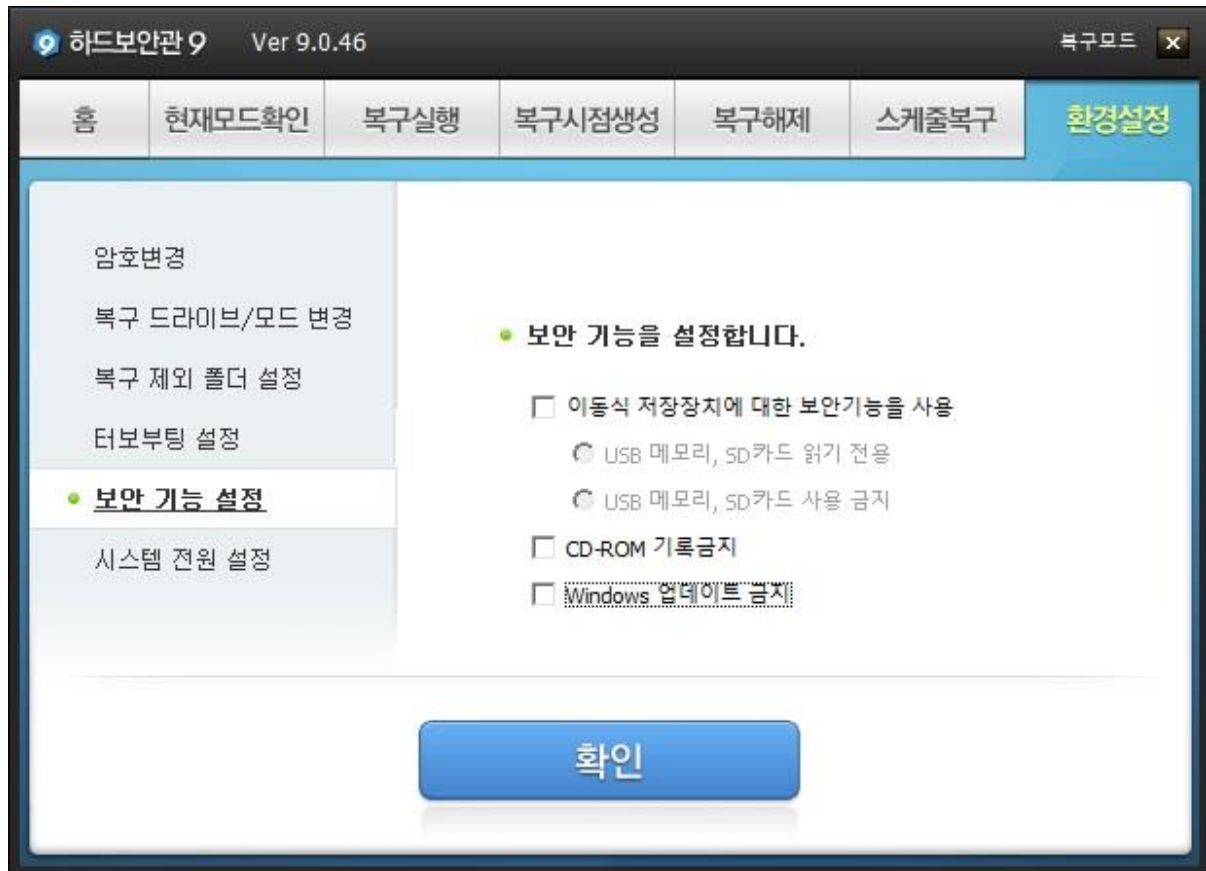 하드보안관 9 Ver 9.0.46 복구모드
홈 현재모드확인 복구실행 복구시점생성 복구해제 스케줄복구 환경설정
암호변경
복구 드라이브/모드 변경
복구 제외 폴더 설정
터보부팅 설정
보안 기능 설정
시스템 전원 설정
보안 기능을 설정합니다.
이동식 저장장치에 대한 보안기능을 사용
USB 메모리, SD카드 읽기 전용
USB 메모리, SD카드 사용 금지
CD-ROM 기록금지
Windows 업데이트 금지
확인